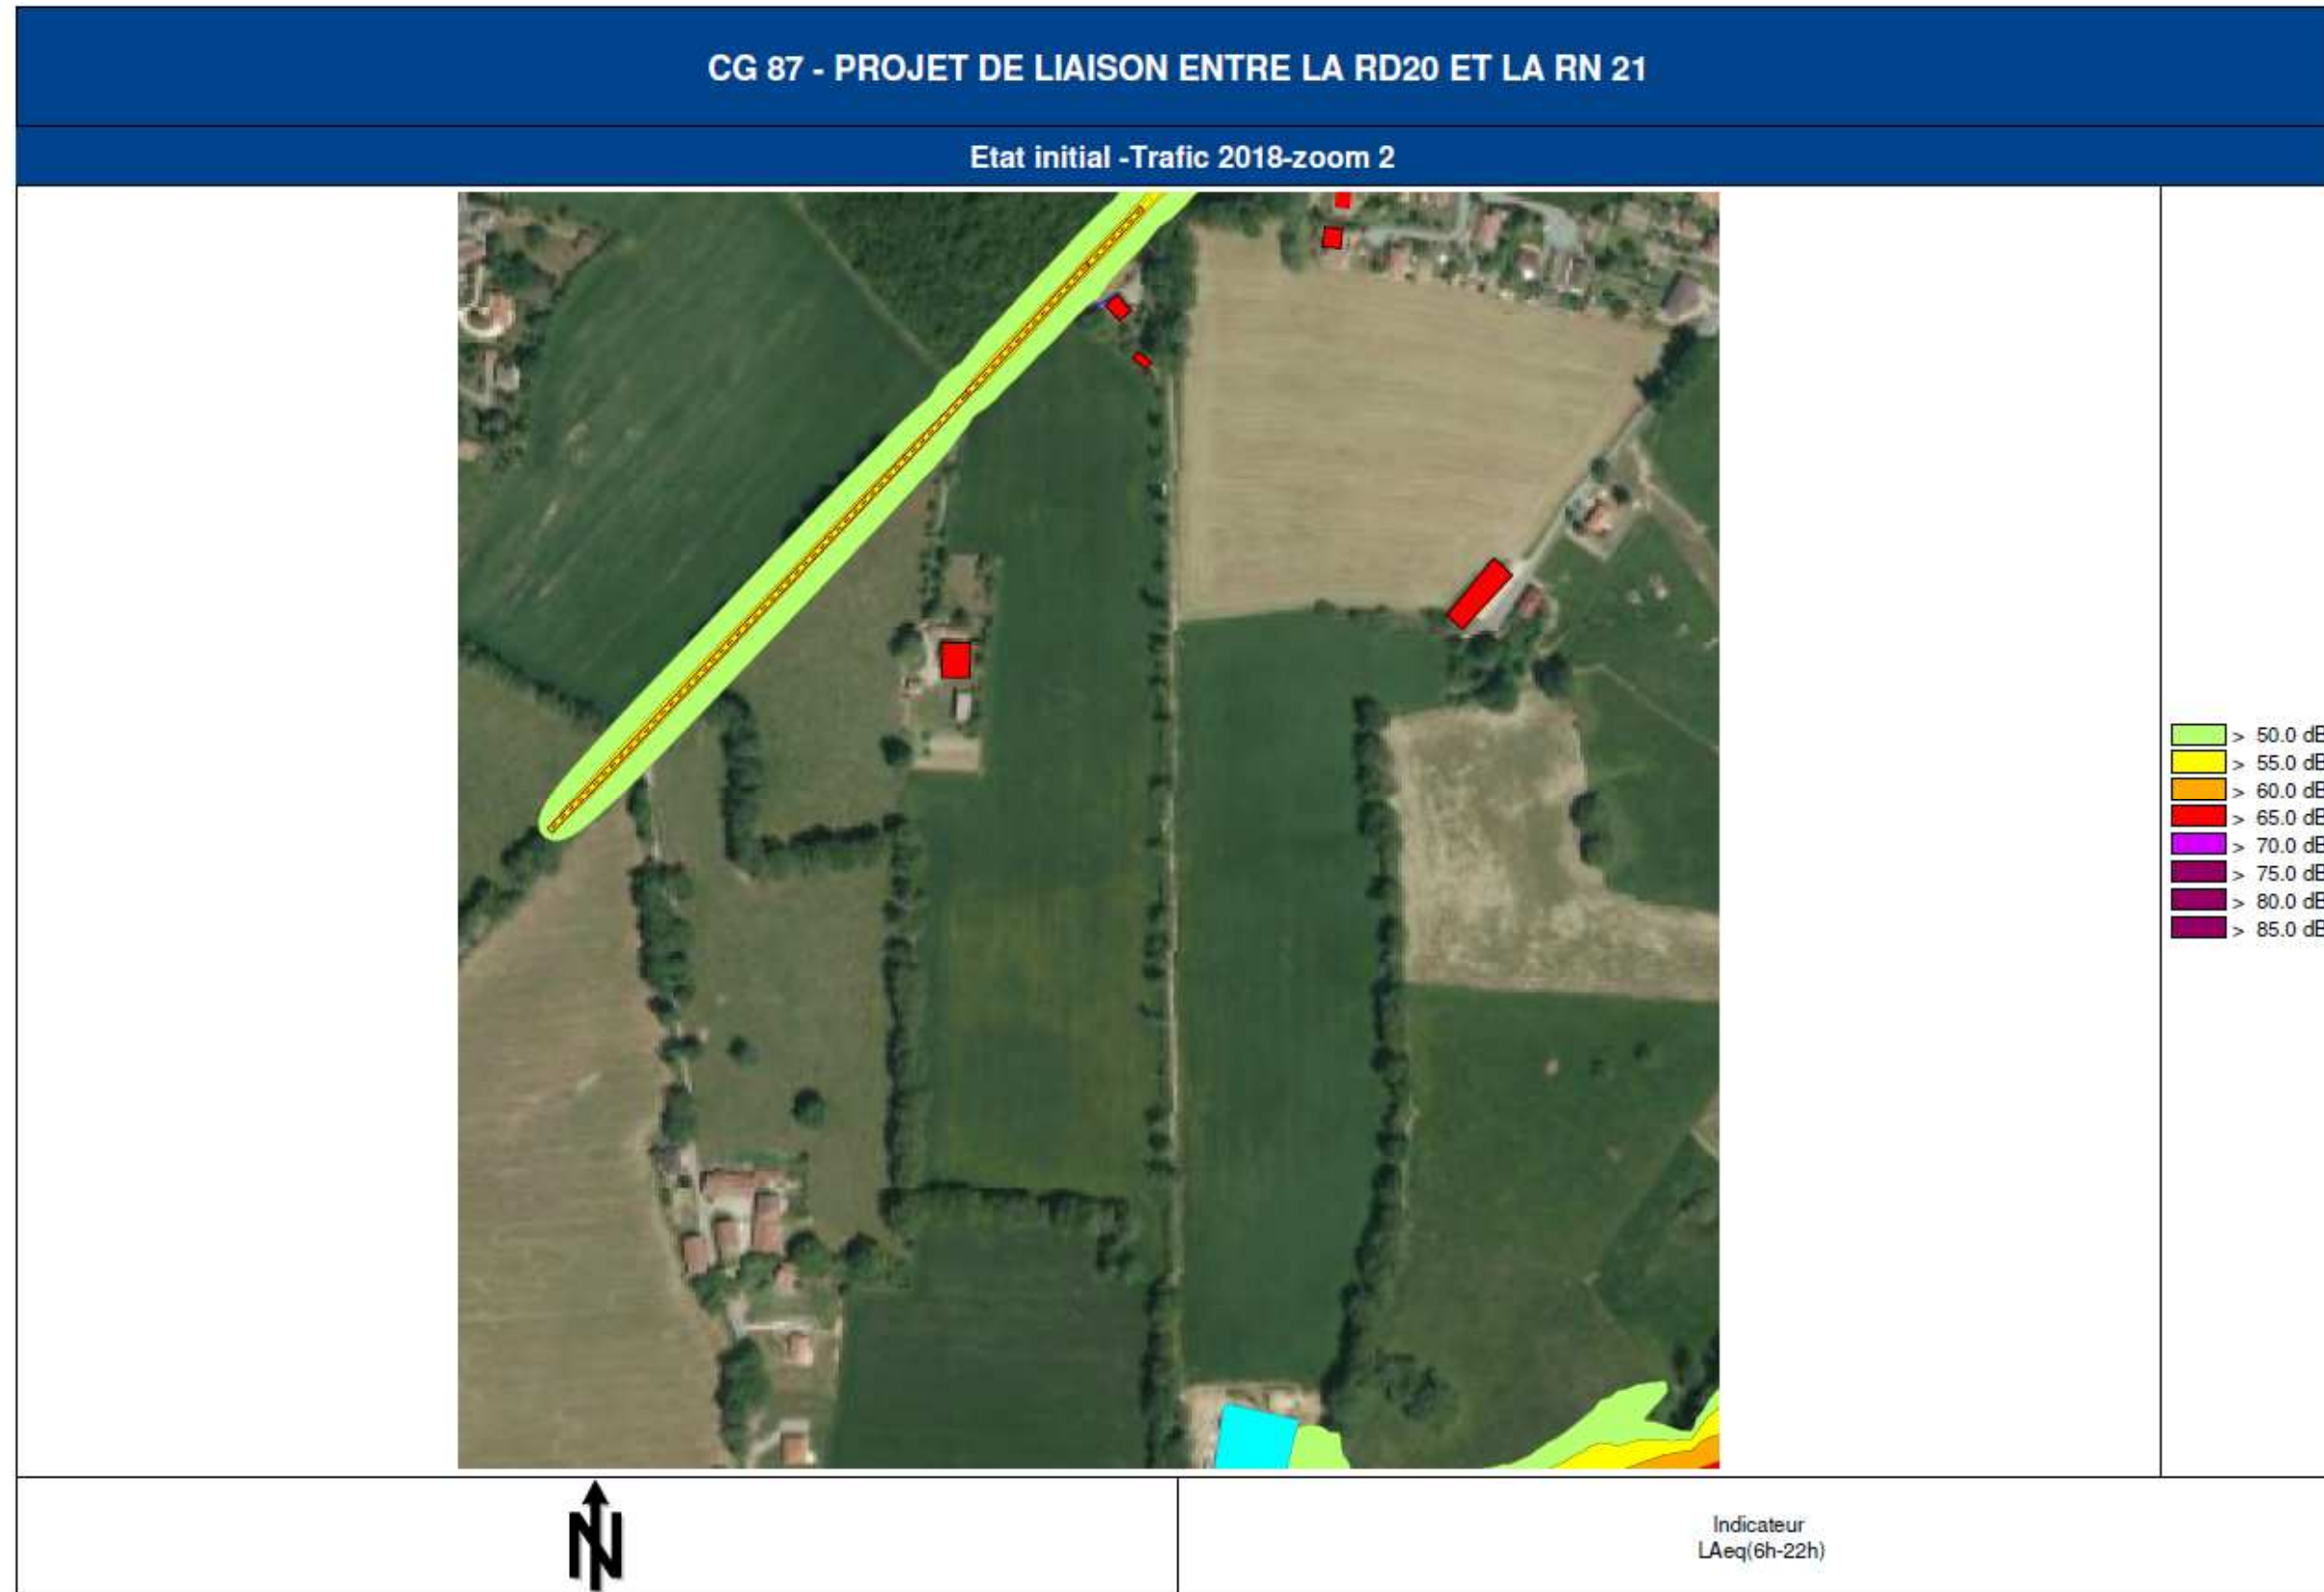 CG 87 - PROJET DE LIAISON ENTRE LA RD20 ET LA RN 21
Etat initial -Trafic 2018-zoom 2
> 50.0 dB
> 55.0 dB
> 60.0 dB
> 65.0 dB
> 70.0 dB
> 75.0 dB
> 80.0 dB
> 85.0 dB
N
Indicateur
LAeq(6h-22h)